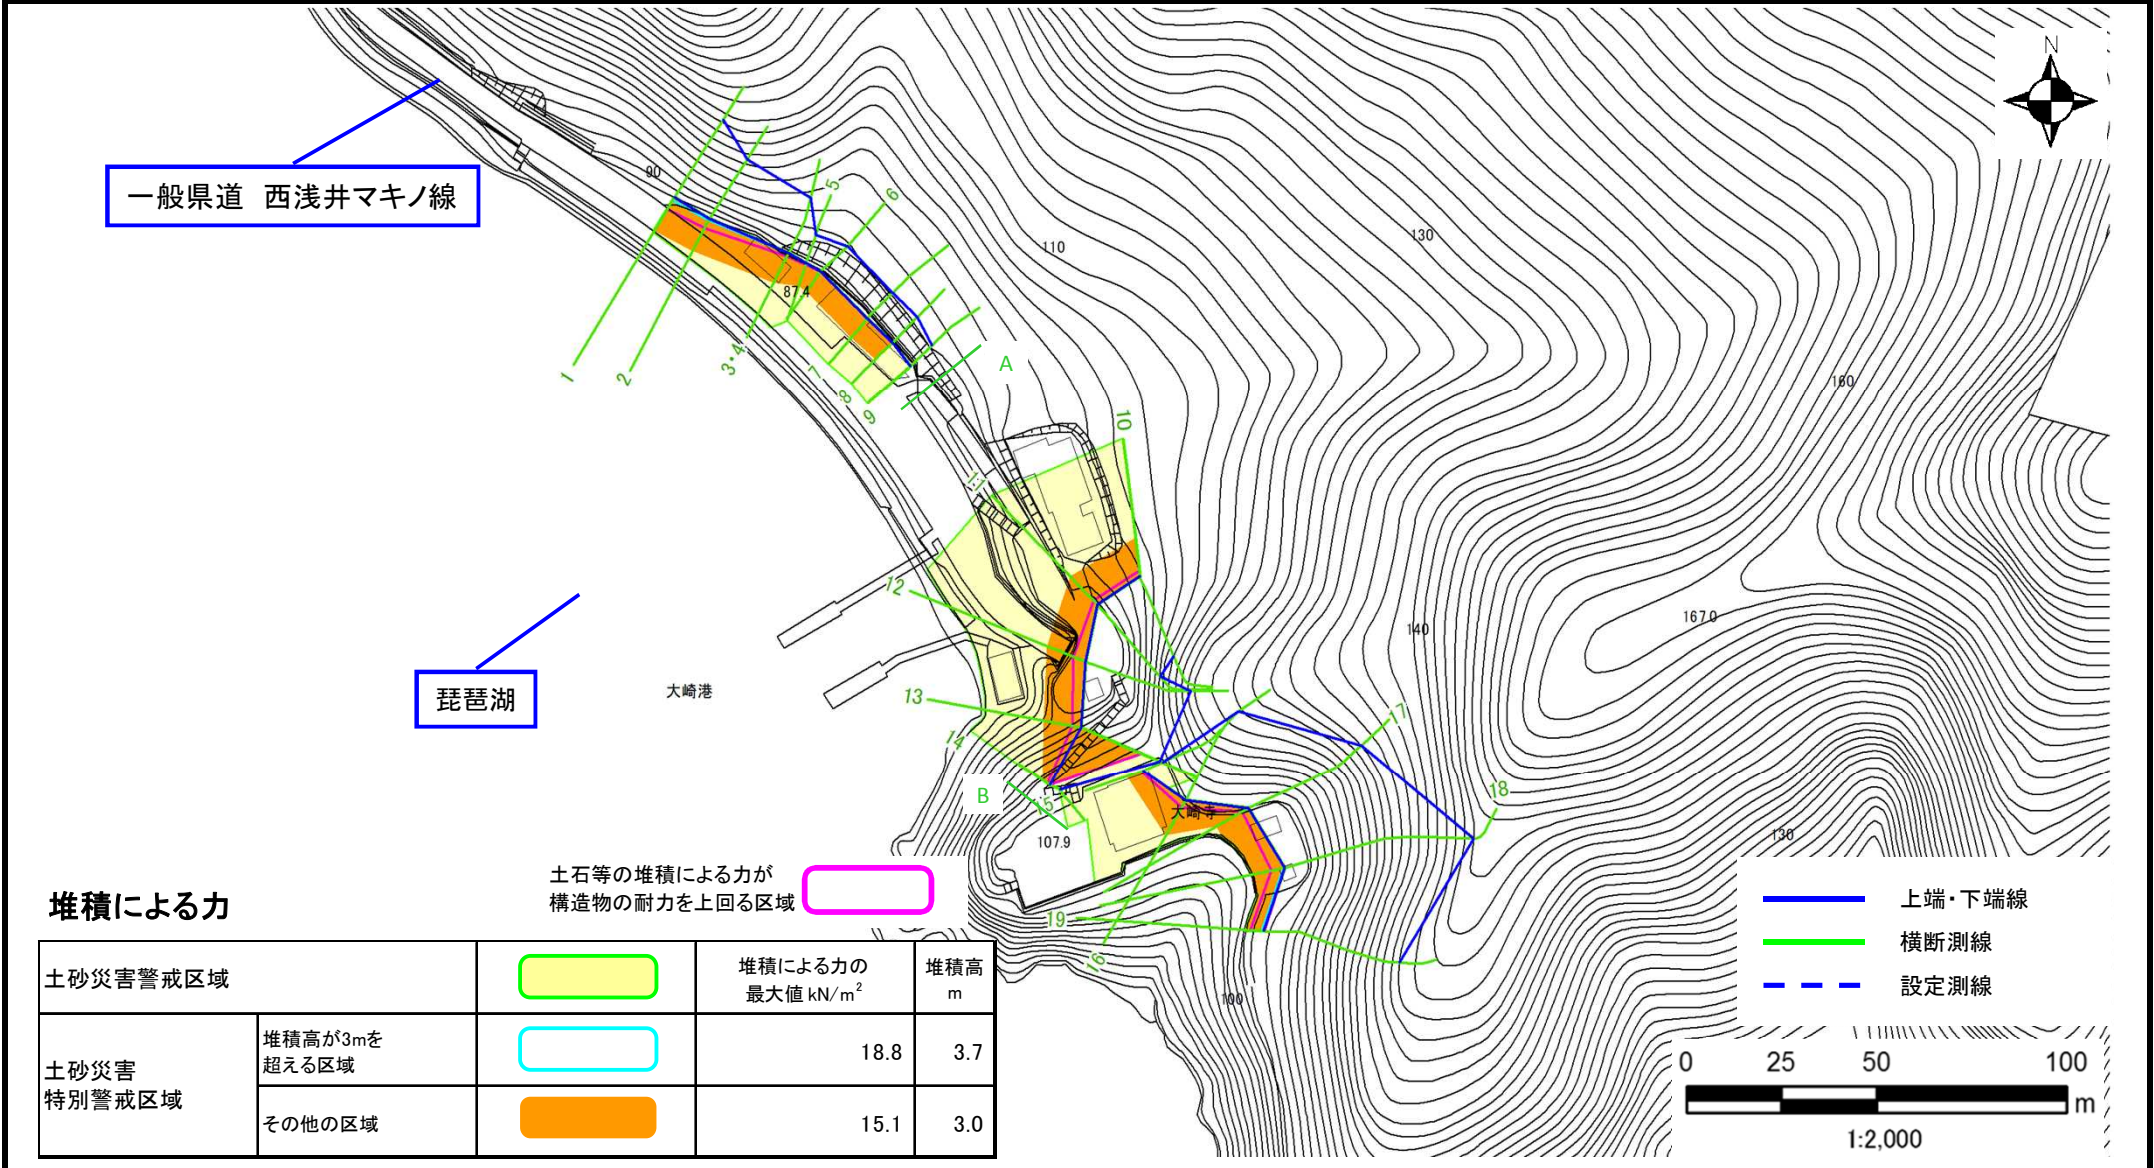 N
一般県道 西浅井マキノ線
90
110
130
87.4
160
1
2
3・4
5
6
7
8
9
A
10
11
12
13
14
15
16
17
18
19
B
140
167.0
琵琶湖
大崎港
大崎寺
107.9
130
100
堆積による力
土石等の堆積による力が
構造物の耐力を上回る区域
土砂災害警戒区域
堆積による力の
最大値 kN/m²
堆積高
m
土砂災害
特別警戒区域
堆積高が3mを
超える区域
18.8
3.7
その他の区域
15.1
3.0
上端・下端線
横断測線
設定測線
0 25 50 100
m
1:2,000